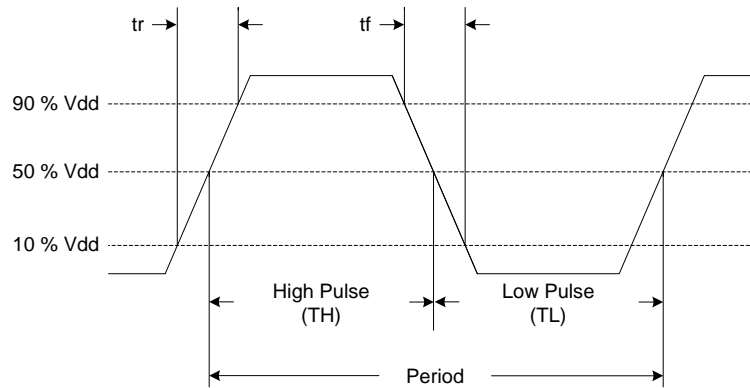 tr
tf
90 % Vdd
50 % Vdd
10 % Vdd
High Pulse
(TH)
Low Pulse
(TL)
Period